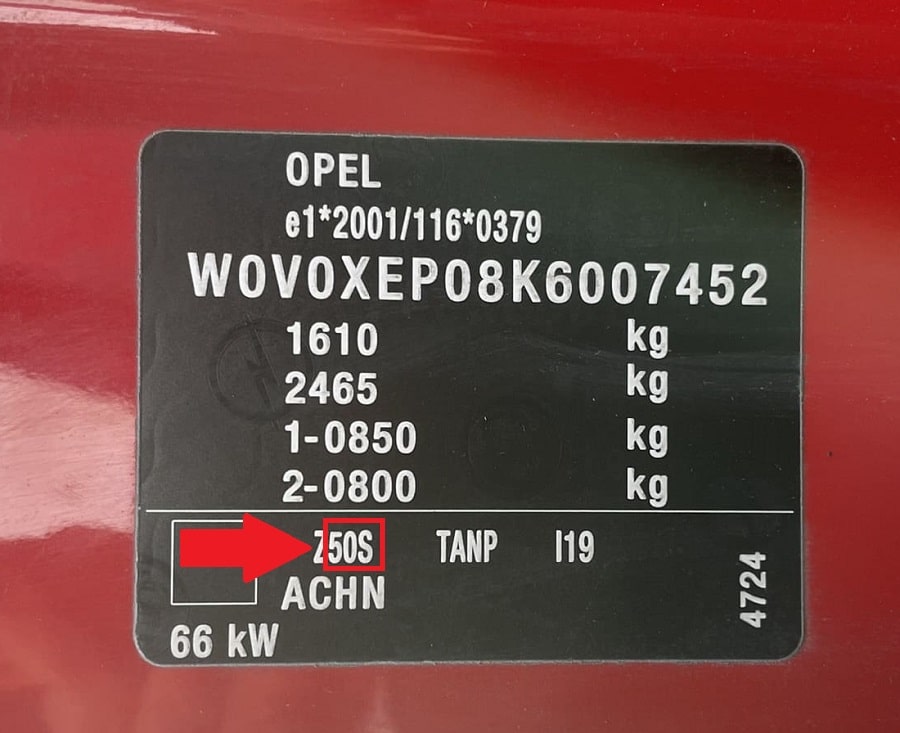 OPEL
e1*2001/116*0379
W0V0XEP08K6007452
1610 kg
2465 kg
1-0850 kg
2-0800 kg
Z50S TANP I19
ACHN
66 kW
4724